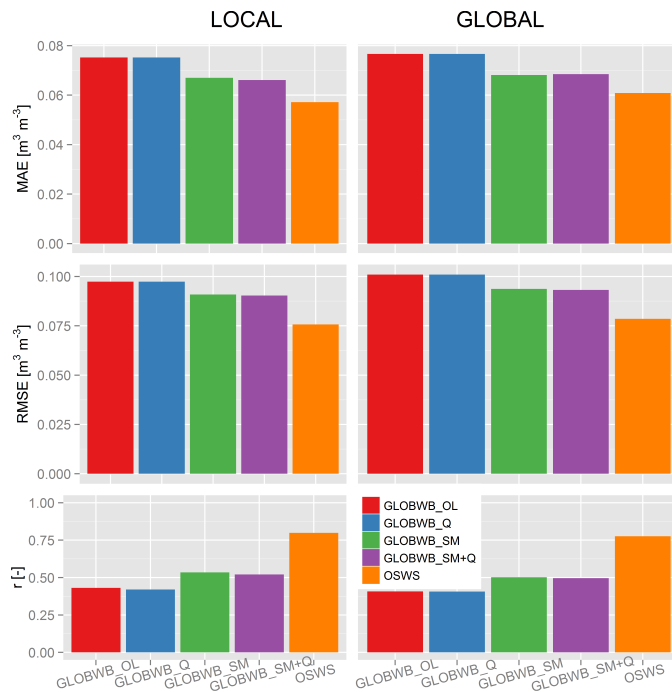 LOCAL GLOBAL
MAE [m³ m⁻³]
0.08
0.06
0.04
0.02
0.00
RMSE [m³ m⁻³]
0.100
0.075
0.050
0.025
0.000
r [-]
1.00
0.75
0.50
0.25
0.00
GLOBWB_OL
GLOBWB_Q
GLOBWB_SM
GLOBWB_SM+Q
OSWS
GLOBWB_OL GLOBWB_Q GLOBWB_SM GLOBWB_SM+Q OSWS GLOBWB_OL GLOBWB_Q GLOBWB_SM GLOBWB_SM+Q OSWS